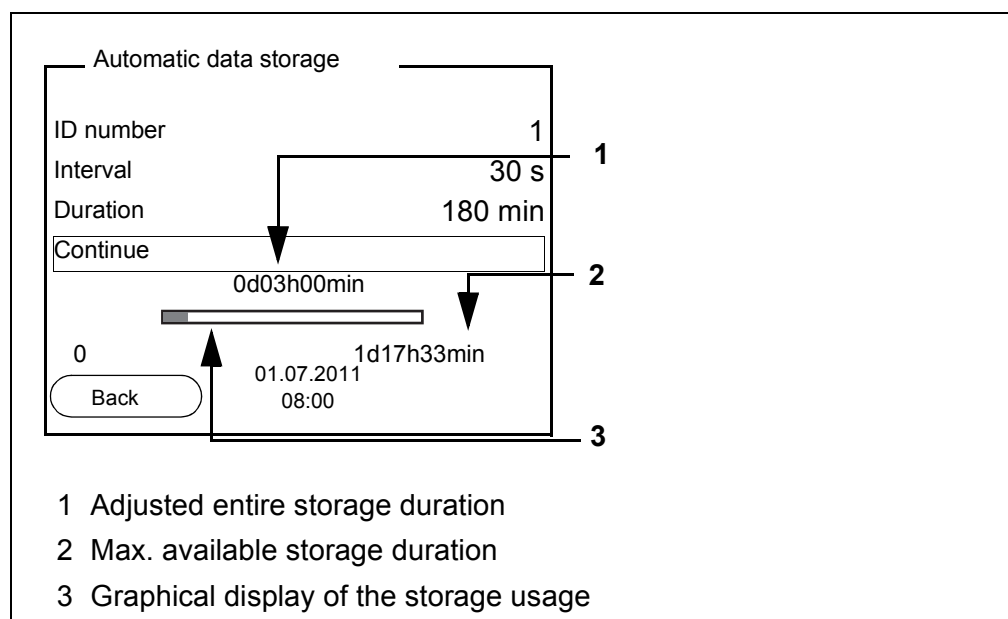 Automatic data storage
ID number 1
Interval 30 s
Duration 180 min
Continue
0d03h00min
0 1d17h33min
01.07.2011
Back 08:00
1
2
3
1 Adjusted entire storage duration
2 Max. available storage duration
3 Graphical display of the storage usage